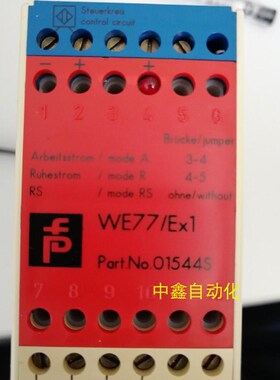 Steuerkreis
control circuit
- + +
1 2 3 4 5 6
Brücke/jumper
Arbeitsstrom / mode A 3-4
Ruhestrom / mode R 4-5
RS / mode RS ohne/without
WE77/Ex1
Part.No.01544S
中鑫自动化
7 8 9